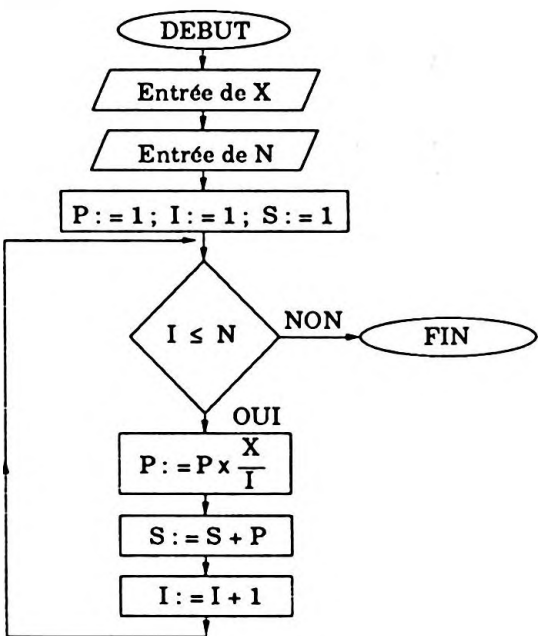 DEBUT
Entrée de X
Entrée de N
P : = 1 ; I : = 1 ; S : = 1
I ≤ N
NON
FIN
OUI
P : = P x X/I
S : = S + P
I : = I + 1